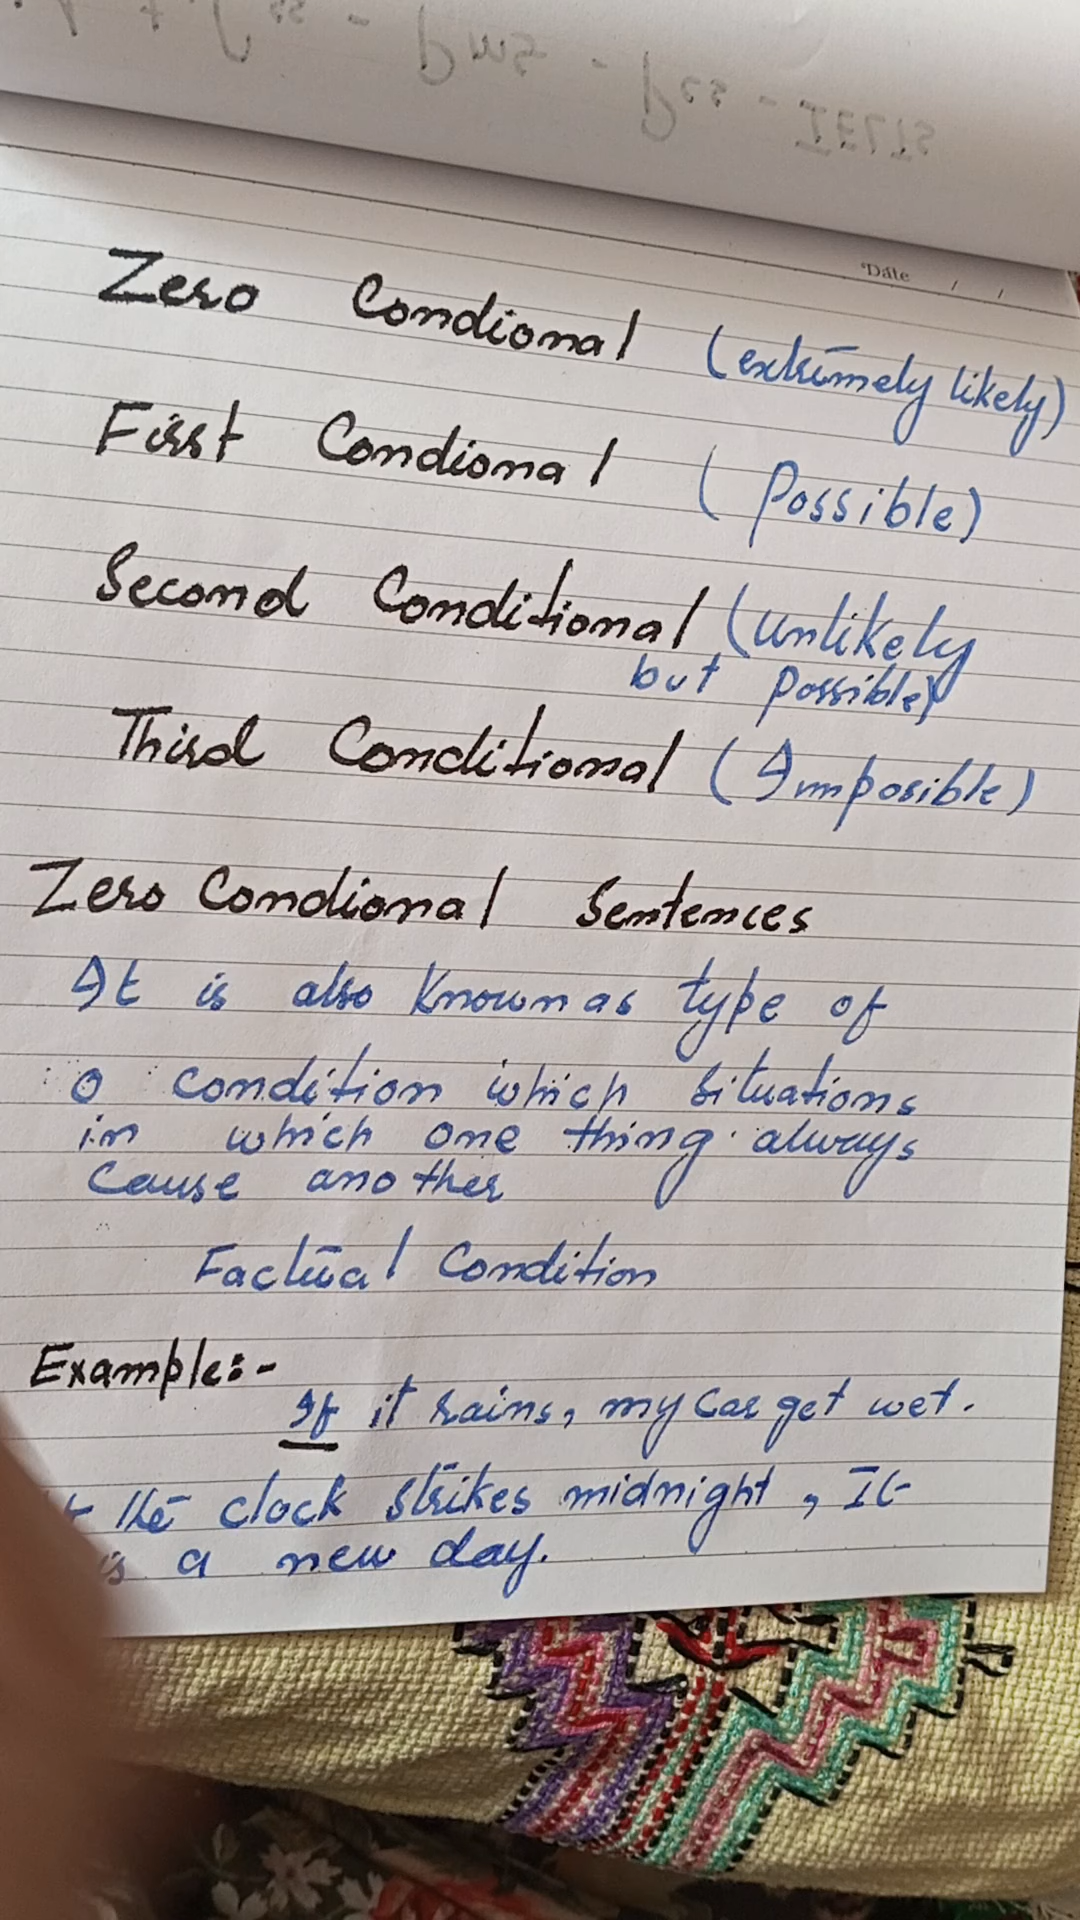 Date / /
Zero Condional (extremely likely)
First Condional (Possible)
Second Conditional (Unlikely
but possible)
Third Conditional (Imposible)
Zero Condional Sentences
It is also Known as type of
o condition which situations
in which one thing always
Cause another
Factual Condition
Example:-
If it rains, my car get wet.
the clock strikes midnight, It
is a new day.